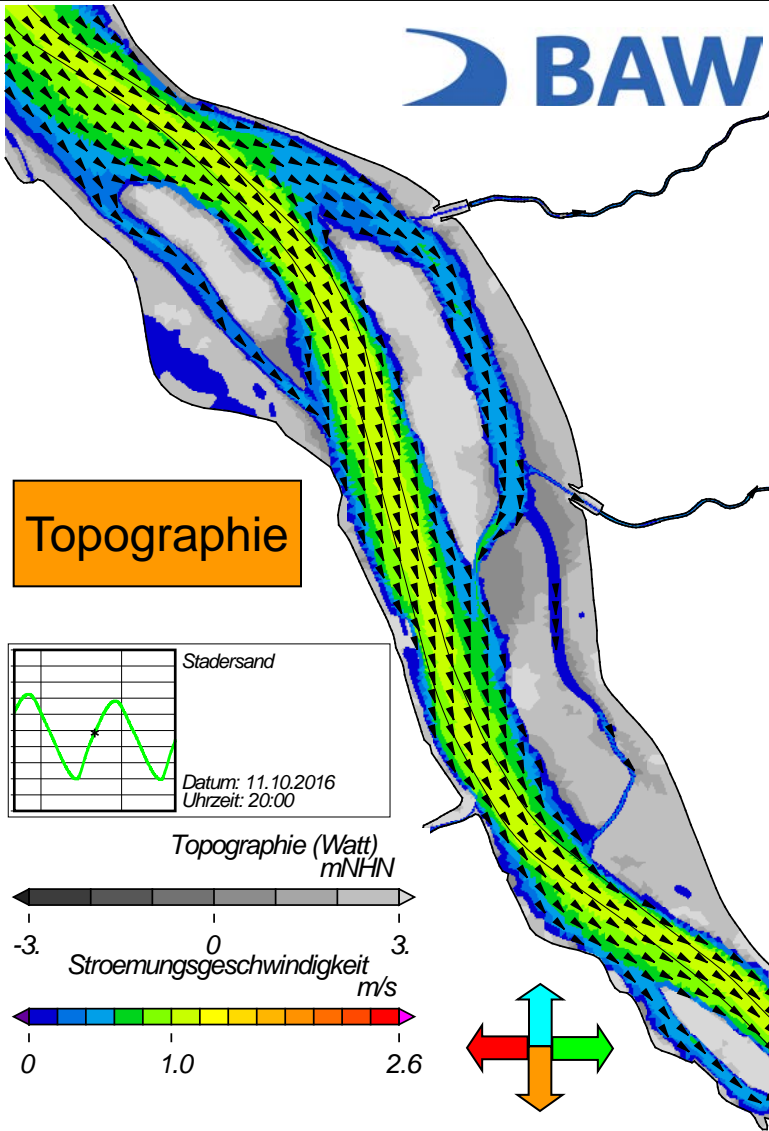 BAW
Topographie
Stadersand
Datum: 11.10.2016
Uhrzeit: 20:00
Topographie (Watt)
mNHN
-3. 0 3.
Stroemungsgeschwindigkeit
m/s
0 1.0 2.6